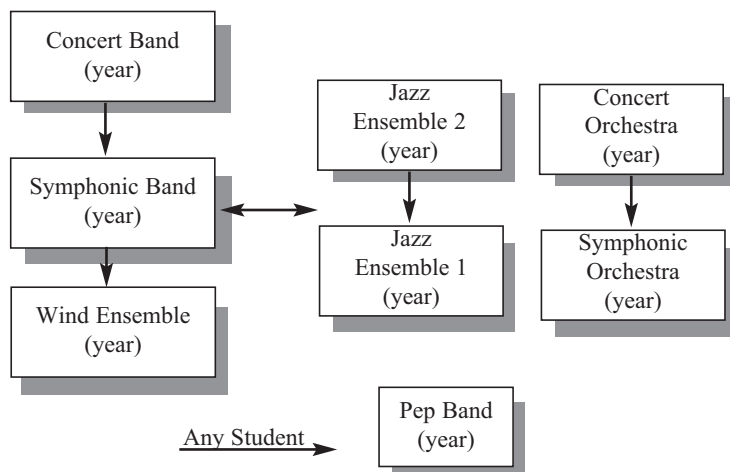 Concert Band
(year)
Jazz
Ensemble 2
(year)
Concert
Orchestra
(year)
Symphonic Band
(year)
Jazz
Ensemble 1
(year)
Symphonic
Orchestra
(year)
Wind Ensemble
(year)
Any Student
Pep Band
(year)